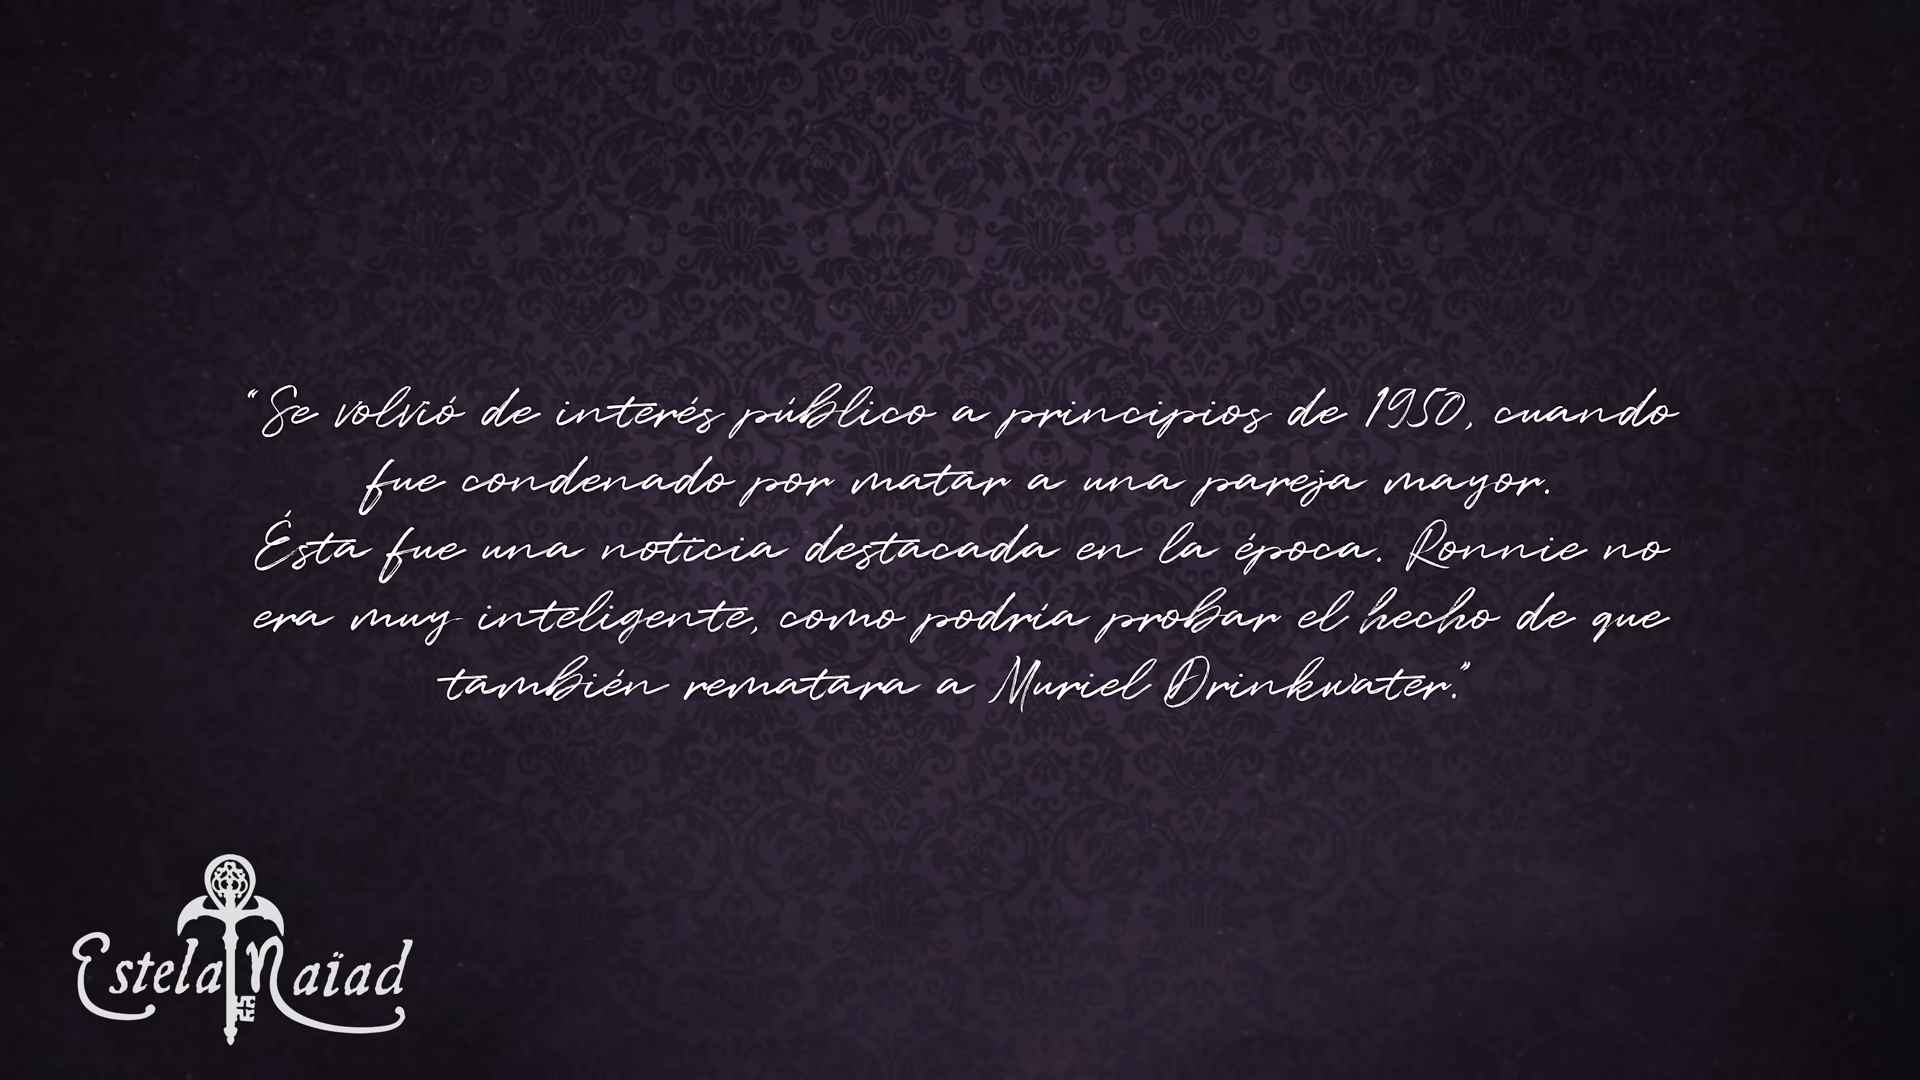 “Se volvió de interés público a principios de 1950, cuando
fue condenado por matar a una pareja mayor.
Ésta fue una noticia destacada en la época. Ronnie no
era muy inteligente, como podría probar el hecho de que
también rematara a Muriel Drinkwater.”
Estela Naïad